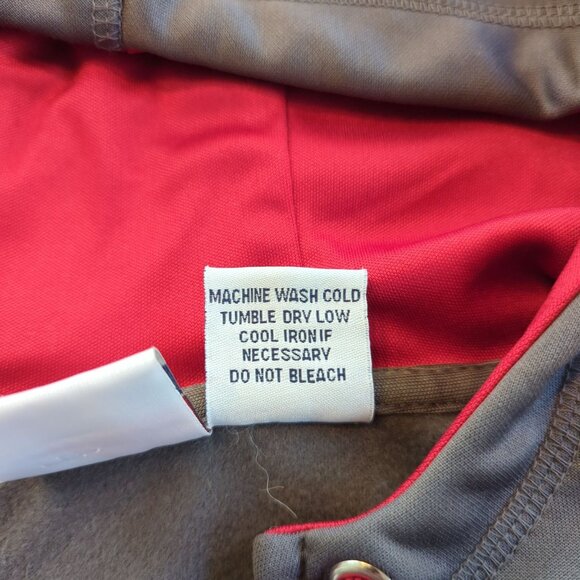 MACHINE WASH COLD
TUMBLE DRY LOW
COOL IRON IF
NECESSARY
DO NOT BLEACH